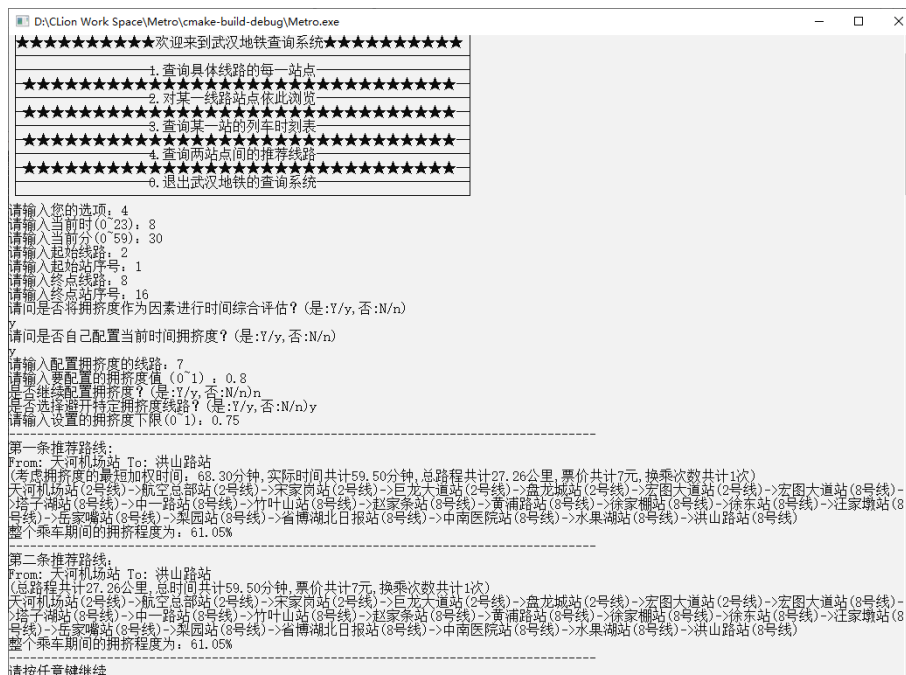 D:\CLion Work Space\Metro\cmake-build-debug\Metro.exe
★★★★★★★★★★欢迎来到武汉地铁查询系统★★★★★★★★★★
1.查询具体线路的每一站点
★★★★★★★★★★★★★★★★★★★★★★★★★★★★★★★
2.对某一线路站点依此浏览
★★★★★★★★★★★★★★★★★★★★★★★★★★★★★★★
3.查询某一站的列车时刻表
★★★★★★★★★★★★★★★★★★★★★★★★★★★★★★★
4.查询两站点间的推荐线路
★★★★★★★★★★★★★★★★★★★★★★★★★★★★★★★
0.退出武汉地铁的查询系统
请输入您的选项：4
请输入当前时(0~23)：8
请输入当前分(0~59)：30
请输入起始线路：2
请输入起始站序号：1
请输入终点线路：8
请输入终点站序号：16
请问是否将拥挤度作为因素进行时间综合评估？(是:Y/y,否:N/n)
y
请问是否自己配置当前时间拥挤度？(是:Y/y,否:N/n)
y
请输入配置拥挤度的线路：7
请输入要配置的拥挤度值（0~1）：0.8
是否继续配置拥挤度？(是:Y/y,否:N/n)n
是否选择避开特定拥挤度线路？(是:Y/y,否:N/n)y
请输入设置的拥挤度下限(0~1)：0.75
------------------------------------------------------------------------------------
第一条推荐路线:
From: 天河机场站 To: 洪山路站
(考虑拥挤度的最短加权时间：68.30分钟,实际时间共计59.50分钟,总路程共计27.26公里,票价共计7元,换乘次数共计1次)
天河机场站(2号线)->航空总部站(2号线)->宋家岗站(2号线)->巨龙大道站(2号线)->盘龙城站(2号线)->宏图大道站(2号线)->宏图大道站(8号线)-
>塔子湖站(8号线)->中一路站(8号线)->竹叶山站(8号线)->赵家条站(8号线)->黄浦路站(8号线)->徐家棚站(8号线)->徐东站(8号线)->汪家墩站(8
号线)->岳家嘴站(8号线)->梨园站(8号线)->省博湖北日报站(8号线)->中南医院站(8号线)->水果湖站(8号线)->洪山路站(8号线)
整个乘车期间的拥挤程度为：61.05%
------------------------------------------------------------------------------------
第二条推荐路线:
From: 天河机场站 To: 洪山路站
(总路程共计27.26公里,总时间共计59.50分钟,票价共计7元,换乘次数共计1次)
天河机场站(2号线)->航空总部站(2号线)->宋家岗站(2号线)->巨龙大道站(2号线)->盘龙城站(2号线)->宏图大道站(2号线)->宏图大道站(8号线)-
>塔子湖站(8号线)->中一路站(8号线)->竹叶山站(8号线)->赵家条站(8号线)->黄浦路站(8号线)->徐家棚站(8号线)->徐东站(8号线)->汪家墩站(8
号线)->岳家嘴站(8号线)->梨园站(8号线)->省博湖北日报站(8号线)->中南医院站(8号线)->水果湖站(8号线)->洪山路站(8号线)
整个乘车期间的拥挤程度为：61.05%
------------------------------------------------------------------------------------
请按任意键继续